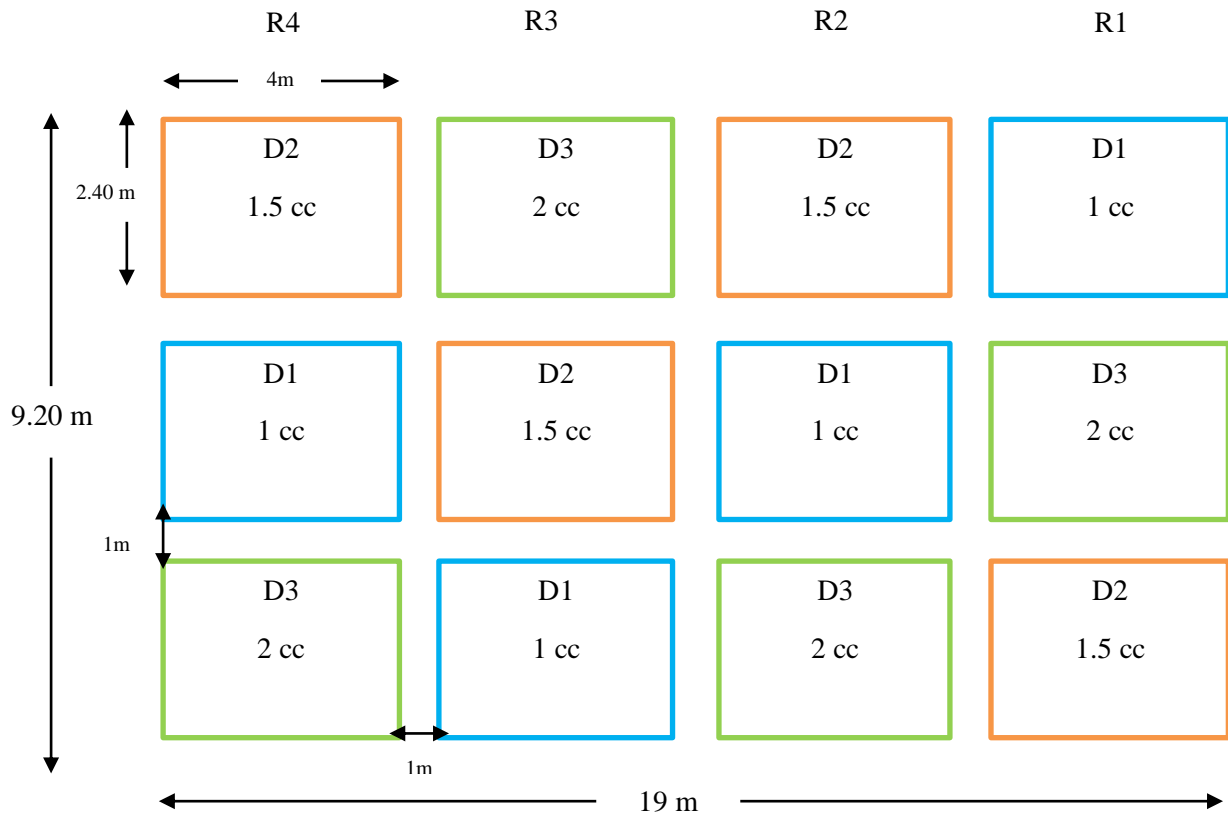 R4 R3 R2 R1
4m
D2 D3 D2 D1
2.40 m
1.5 cc 2 cc 1.5 cc 1 cc
D1 D2 D1 D3
9.20 m
1 cc 1.5 cc 1 cc 2 cc
1m
D3 D1 D3 D2
2 cc 1 cc 2 cc 1.5 cc
1m
19 m